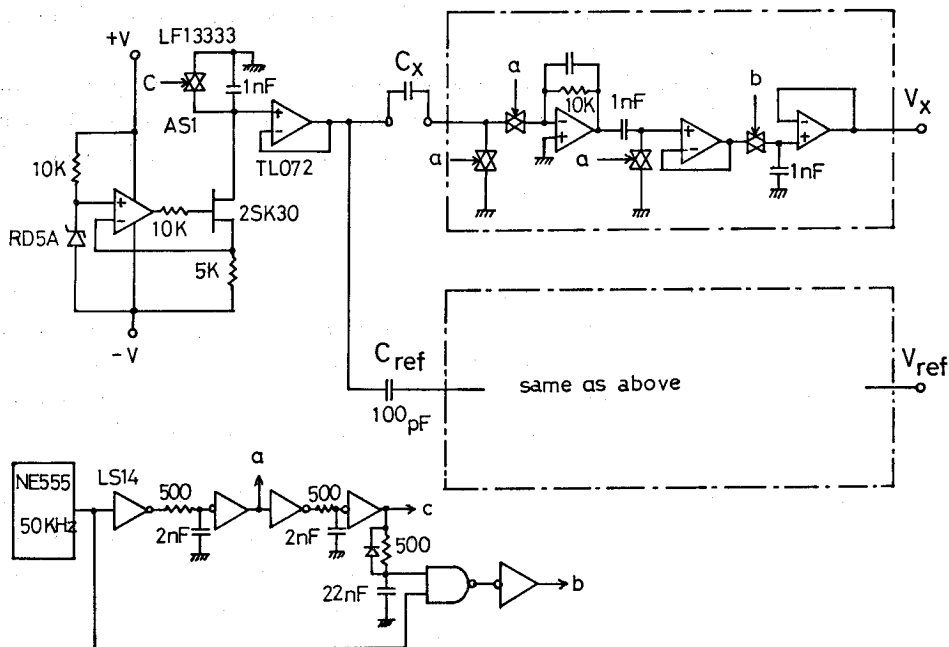 +V
LF13333
C
1nF
AS1
TL072
10K
RD5A
10K
2SK30
5K
-V
Cx
a
a
10K
1nF
a
b
1nF
Vx
Cref
100pF
same as above
Vref
NE555
50KHz
LS14
500
2nF
a
500
2nF
c
500
22nF
b